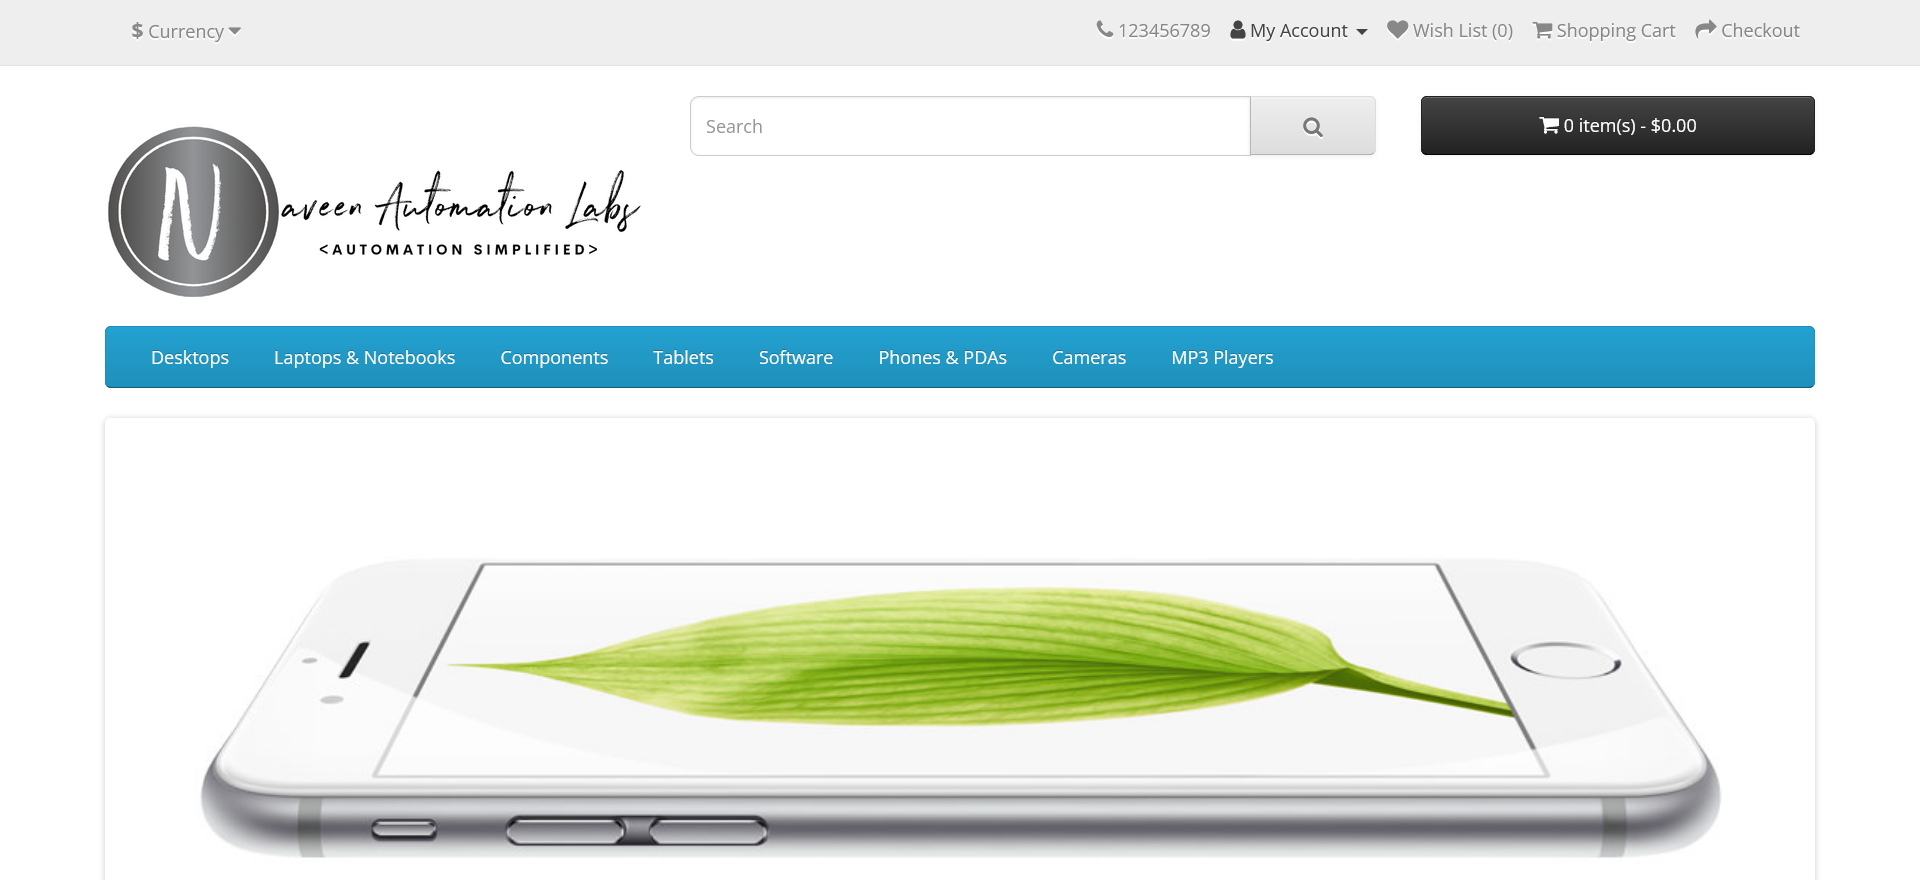 $ Currency
123456789
My Account
Wish List (0)
Shopping Cart
Checkout
Search
0 item(s) - $0.00
Naveen Automation Labs
<AUTOMATION SIMPLIFIED>
Desktops
Laptops & Notebooks
Components
Tablets
Software
Phones & PDAs
Cameras
MP3 Players